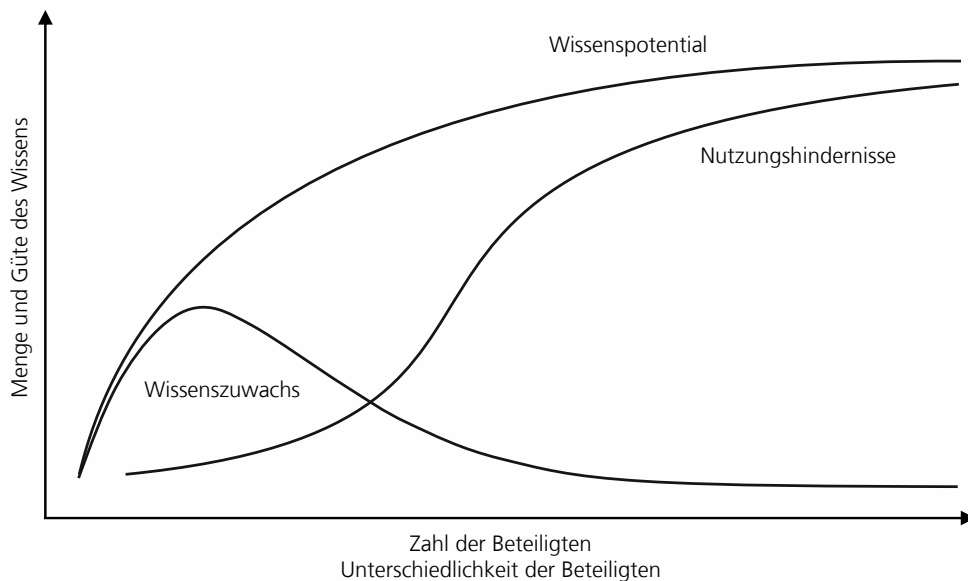 Wissenspotential
Nutzungshindernisse
Menge und Güte des Wissens
Wissenszuwachs
Zahl der Beteiligten
Unterschiedlichkeit der Beteiligten